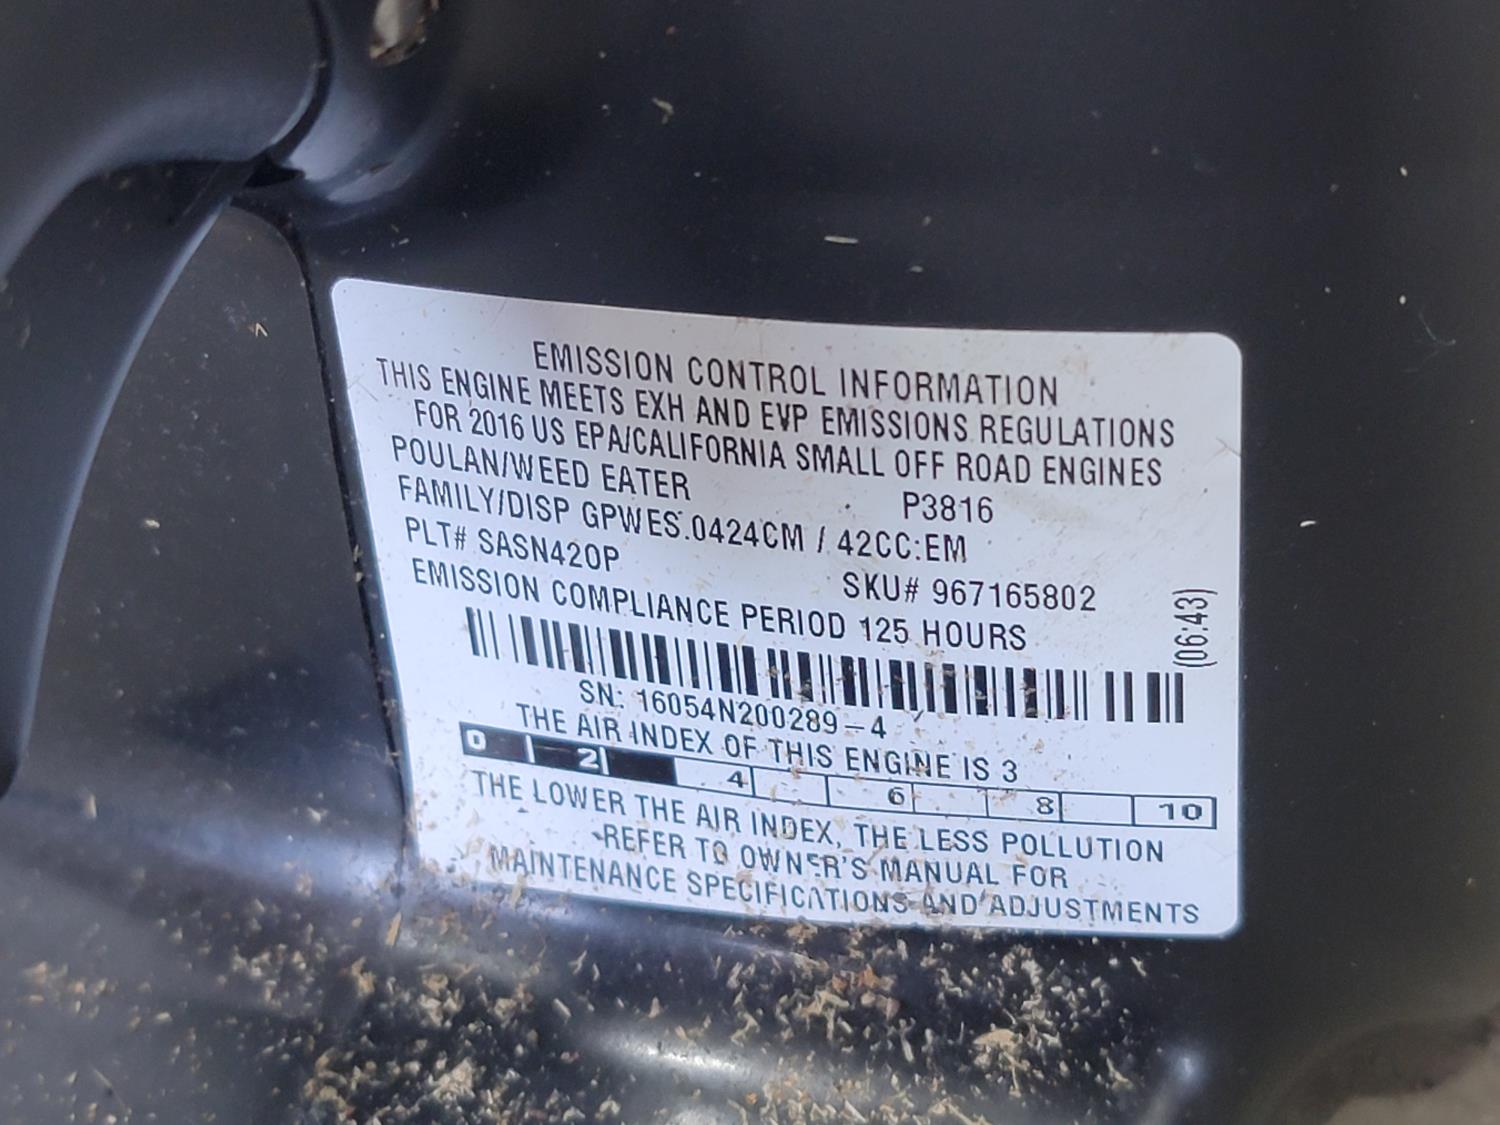 EMISSION CONTROL INFORMATION
THIS ENGINE MEETS EXH AND EVP EMISSIONS REGULATIONS
FOR 2016 US EPA/CALIFORNIA SMALL OFF ROAD ENGINES
POULAN/WEED EATER P3816
FAMILY/DISP GPWES.0424CM / 42CC:EM
PLT# SASN420P SKU# 967165802
EMISSION COMPLIANCE PERIOD 125 HOURS
(06:43)
SN: 16054N200289-4
THE AIR INDEX OF THIS ENGINE IS 3
0 2 4 6 8 10
THE LOWER THE AIR INDEX, THE LESS POLLUTION
REFER TO OWNER'S MANUAL FOR
MAINTENANCE SPECIFICATIONS AND ADJUSTMENTS